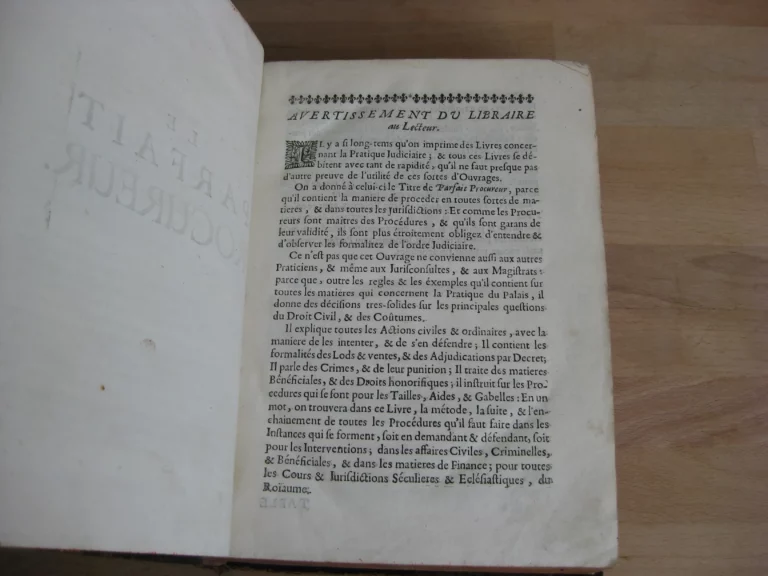 LE
PARFAIT
PROCUREUR.
AVERTISSEMENT DU LIBRAIRE
au Lecteur.
IL y a si long-tems qu'on imprime des Livres concer-
nant la Pratique Judiciaire ; & tous ces Livres se dé-
bitent avec tant de rapidité, qu'il ne faut presque pas
d'autre preuve de l'utilité de ces sortes d'Ouvrages.
On a donné à celui-ci le Titre de Parfait Procureur, parce
qu'il contient la maniere de proceder en toutes sortes de ma-
tieres, & dans toutes les Jurisdictions : Et comme les Procu-
reurs sont maîtres des Procédures, & qu'ils sont garans de
leur validité, ils sont plus étroitement obligez d'entendre &
d'observer les formalitez de l'ordre Judiciaire.
Ce n'est pas que cet Ouvrage ne convienne aussi aux autres
Praticiens, & même aux Jurisconsultes, & aux Magistrats :
parce que, outre les regles & les éxemples qu'il contient sur
toutes les matieres qui concernent la Pratique du Palais, il
donne des décisions tres-solides sur les principales questions
du Droit Civil, & des Coûtumes.
Il explique toutes les Actions civiles & ordinaires, avec la
maniere de les intenter, & de s'en défendre ; Il contient les
formalités des Lods & ventes, & des Adjudications par Decret;
Il parle des Crimes, & de leur punition ; Il traite des matieres
Bénéficiales, & des Droits honorifiques ; il instruit sur les Pro-
cedures qui se font pour les Tailles, Aides, & Gabelles : En un
mot, on trouvera dans ce Livre, la métode, la suite, & l'en-
chaînement de toutes les Procédures qu'il faut faire dans les
Instances qui se forment, soit en demandant & défendant, soit
pour les Interventions ; dans les affaires Civiles, Criminelles,
& Bénéficiales, & dans les matieres de Finance ; pour toutes
les Cours & Jurisdictions Séculieres & Eclésiastiques, du
Roïaume.
TABLE